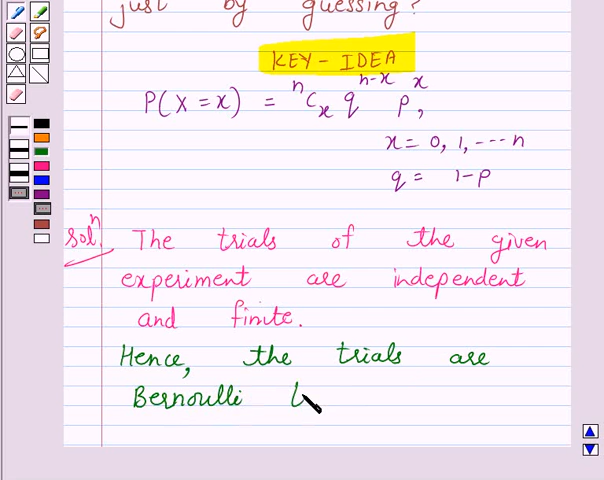 just by guessing?
KEY-IDEA
P(X=x) = ⁿCₓ qⁿ⁻ˣ pˣ,
x = 0, 1, ---- n
q = 1-p
Solⁿ. The trials of the given
experiment are independent
and finite.
Hence, the trials are
Bernoulli